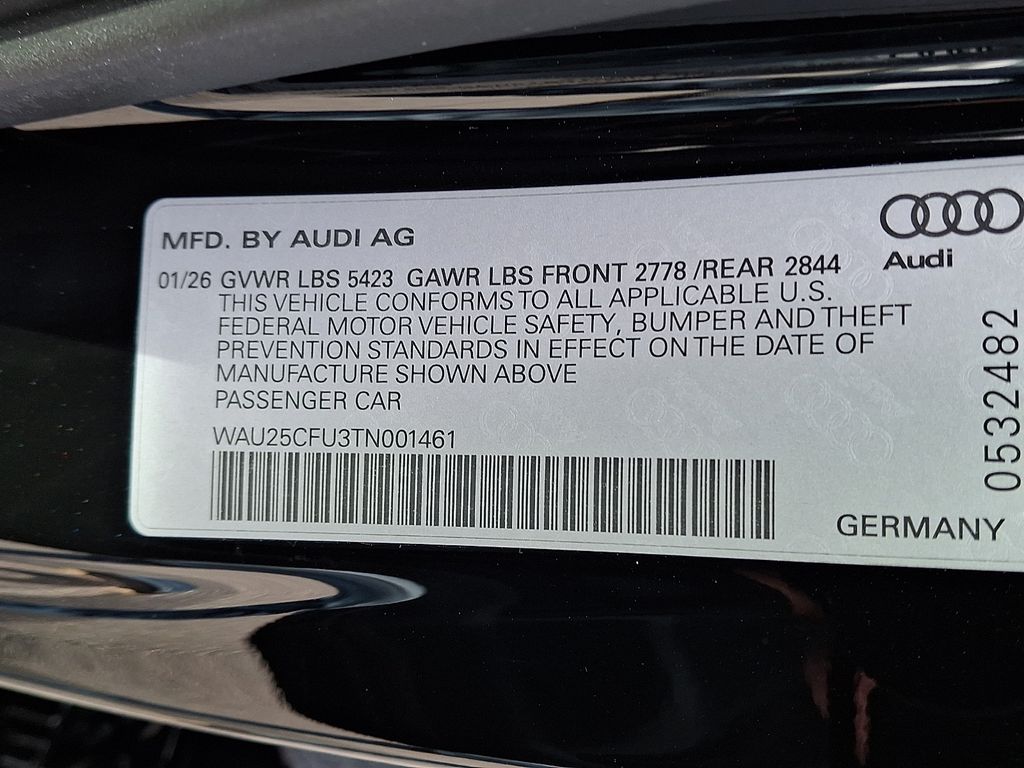 MFD. BY AUDI AG
Audi
01/26 GVWR LBS 5423 GAWR LBS FRONT 2778 /REAR 2844
THIS VEHICLE CONFORMS TO ALL APPLICABLE U.S.
FEDERAL MOTOR VEHICLE SAFETY, BUMPER AND THEFT
PREVENTION STANDARDS IN EFFECT ON THE DATE OF
MANUFACTURE SHOWN ABOVE
PASSENGER CAR
WAU25CFU3TN001461
0532482
GERMANY